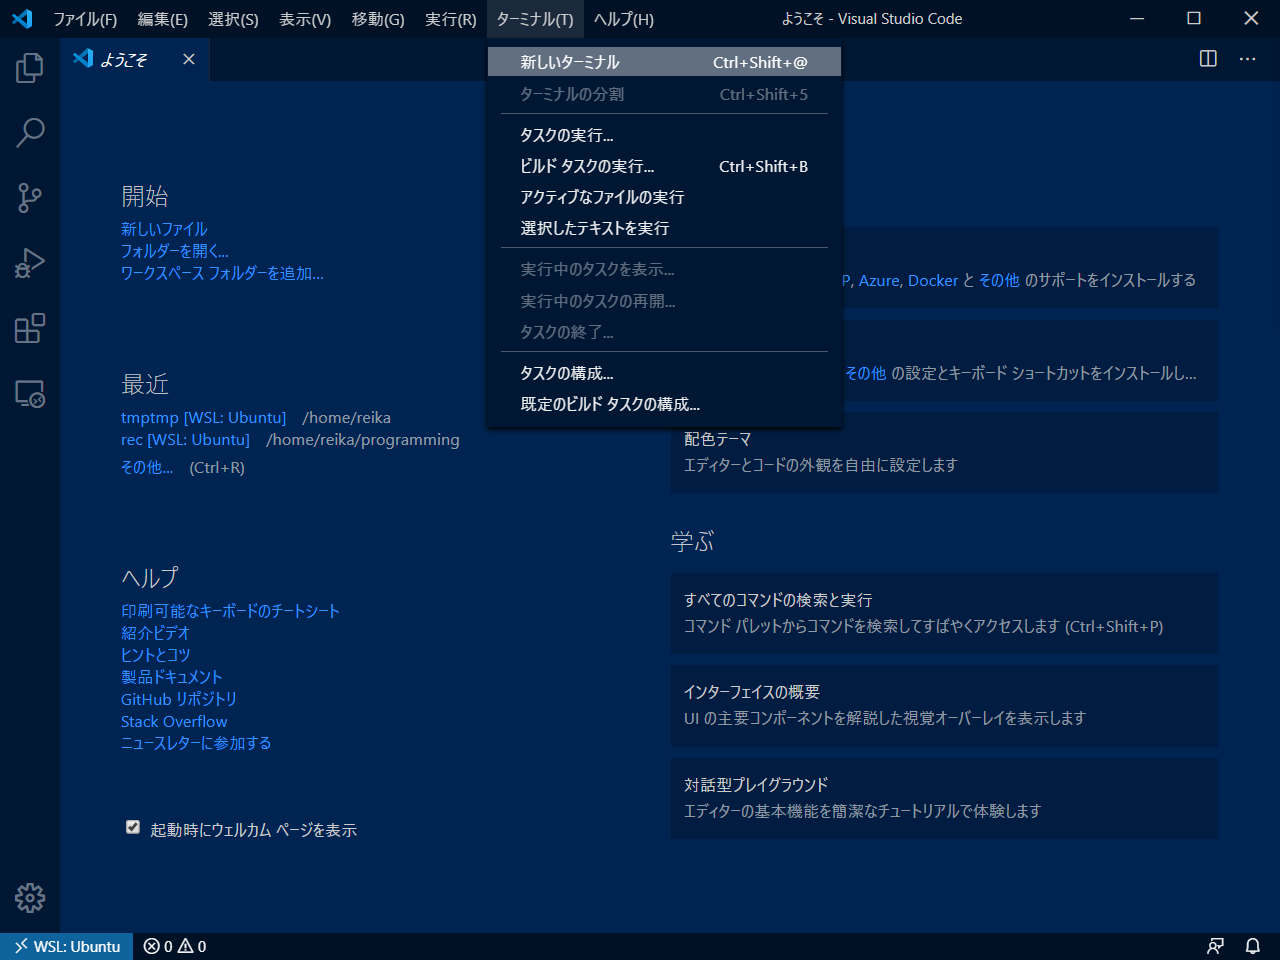 ファイル(F) 編集(E) 選択(S) 表示(V) 移動(G) 実行(R) ターミナル(T) ヘルプ(H) ようこそ - Visual Studio Code
ようこそ
新しいターミナル Ctrl+Shift+@
ターミナルの分割 Ctrl+Shift+5
タスクの実行...
ビルド タスクの実行... Ctrl+Shift+B
アクティブなファイルの実行
選択したテキストを実行
実行中のタスクを表示...
実行中のタスクの再開...
タスクの終了...
タスクの構成...
既定のビルド タスクの構成...
開始
新しいファイル
フォルダーを開く...
ワークスペース フォルダーを追加...
最近
tmptmp [WSL: Ubuntu] /home/reika
rec [WSL: Ubuntu] /home/reika/programming
その他... (Ctrl+R)
ヘルプ
印刷可能なキーボードのチートシート
紹介ビデオ
ヒントとコツ
製品ドキュメント
GitHub リポジトリ
Stack Overflow
ニュースレターに参加する
起動時にウェルカム ページを表示
P, Azure, Docker と その他 のサポートをインストールする
その他 の設定とキーボード ショートカットをインストールし...
配色テーマ
エディターとコードの外観を自由に設定します
学ぶ
すべてのコマンドの検索と実行
コマンド パレットからコマンドを検索してすばやくアクセスします (Ctrl+Shift+P)
インターフェイスの概要
UI の主要コンポーネントを解説した視覚オーバーレイを表示します
対話型プレイグラウンド
エディターの基本機能を簡潔なチュートリアルで体験します
WSL: Ubuntu 0 0